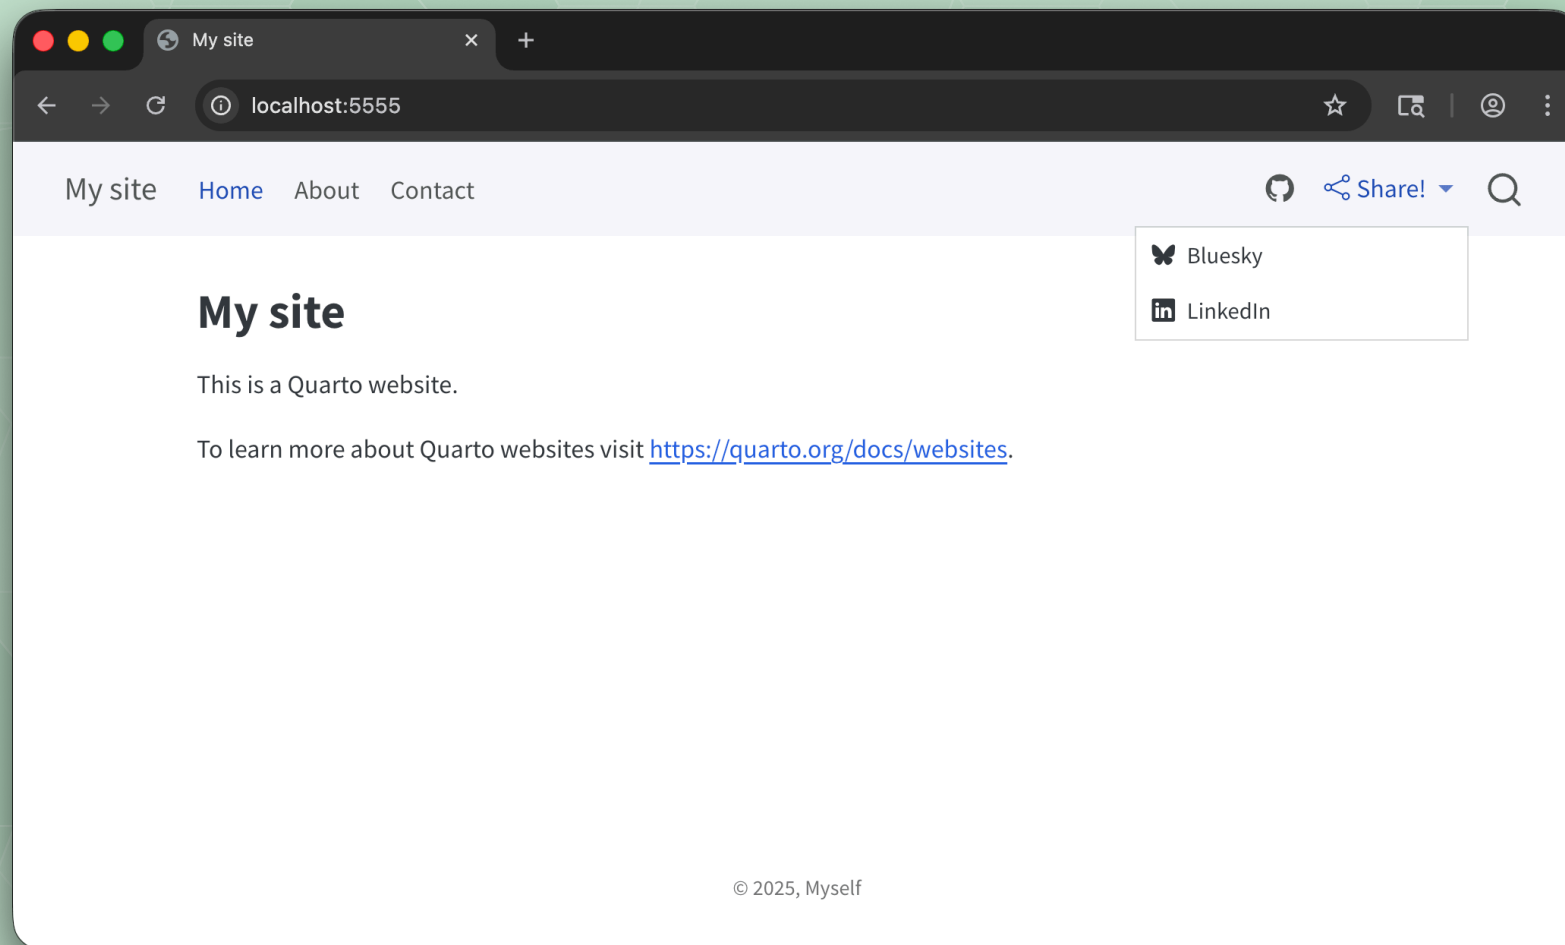 My site
localhost:5555
My site Home About Contact Share!
Bluesky
LinkedIn
My site
This is a Quarto website.
To learn more about Quarto websites visit https://quarto.org/docs/websites.
© 2025, Myself